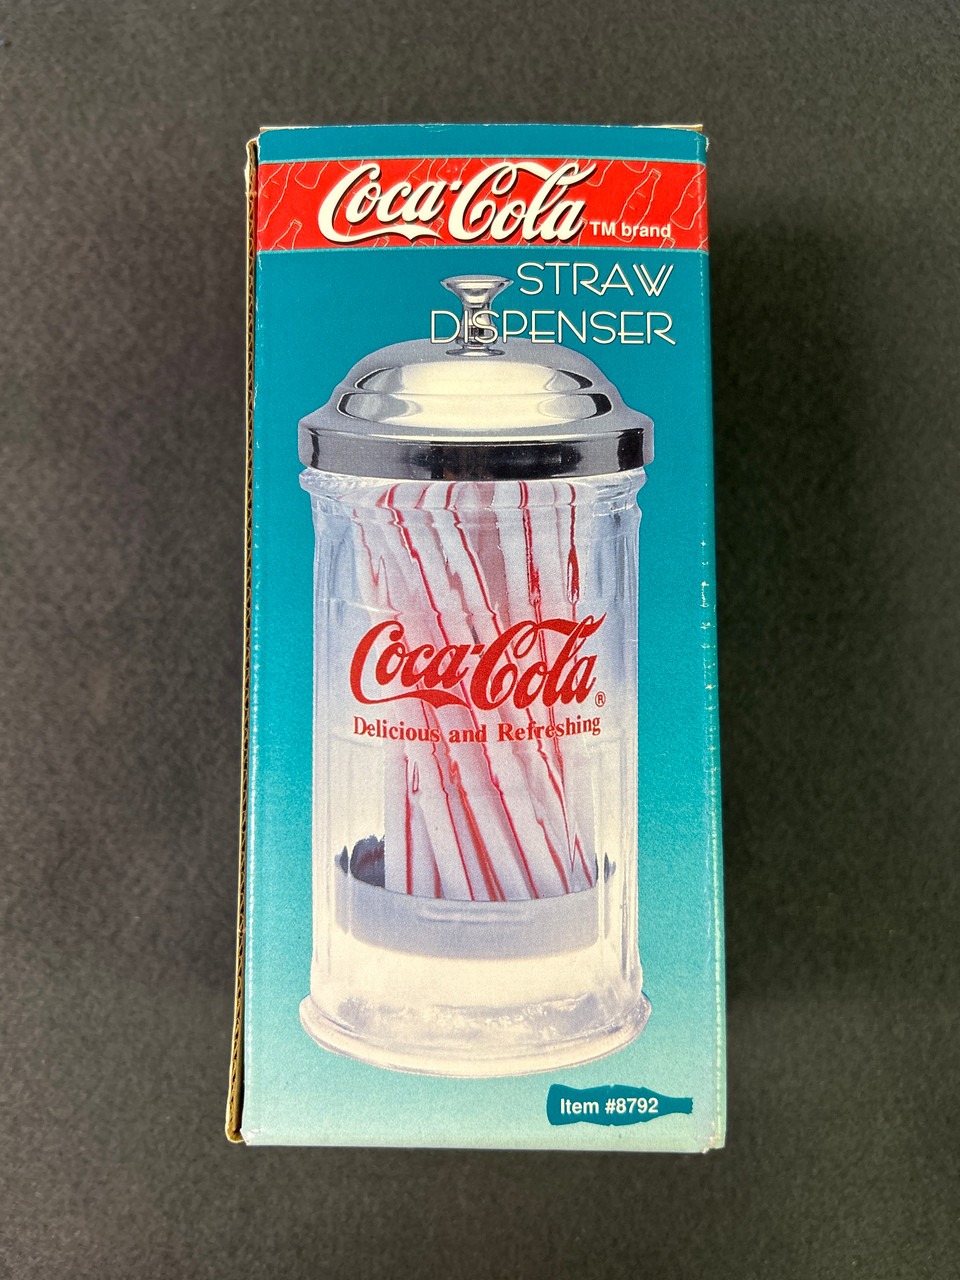 Coca-Cola TM brand
STRAW
DISPENSER
Coca-Cola®
Delicious and Refreshing
Item #8792